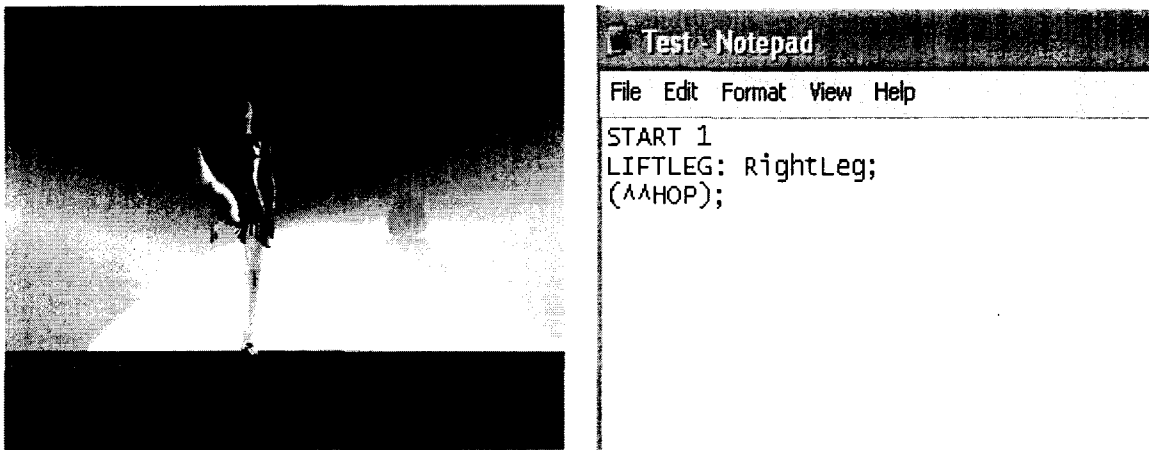 Test - Notepad
File Edit Format View Help
START 1
LIFTLEG: RightLeg;
(^^HOP);